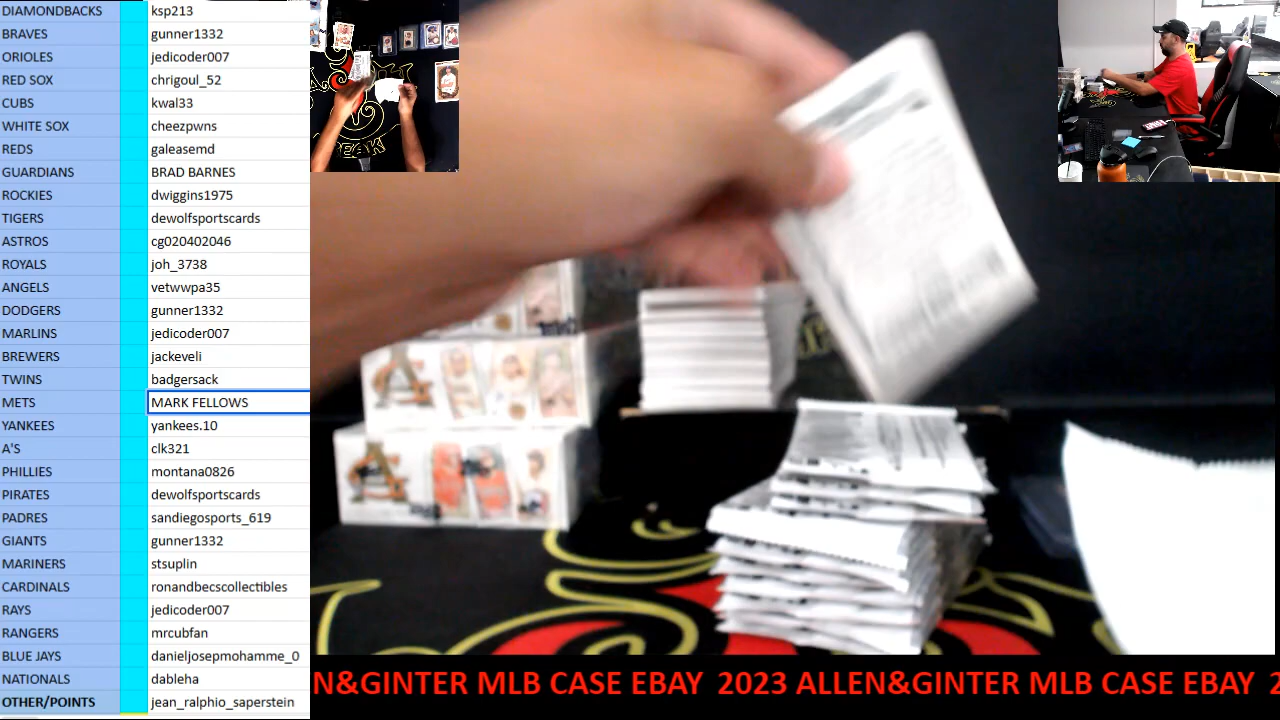 DIAMONDBACKS ksp213
BRAVES gunner1332
ORIOLES jedicoder007
RED SOX chrigoul_52
CUBS kwal33
WHITE SOX cheezpwns
REDS galeasemd
GUARDIANS BRAD BARNES
ROCKIES dwiggins1975
TIGERS dewolfsportscards
ASTROS cg020402046
ROYALS joh_3738
ANGELS vetwwpa35
DODGERS gunner1332
MARLINS jedicoder007
BREWERS jackeveli
TWINS badgersack
METS MARK FELLOWS
YANKEES yankees.10
A'S clk321
PHILLIES montana0826
PIRATES dewolfsportscards
PADRES sandiegosports_619
GIANTS gunner1332
MARINERS stsuplin
CARDINALS ronandbecscollectibles
RAYS jedicoder007
RANGERS mrcubfan
BLUE JAYS danieljosepmohamme_0
NATIONALS dableha
OTHER/POINTS jean_ralphio_saperstein
N&GINTER MLB CASE EBAY 2023 ALLEN&GINTER MLB CASE EBAY 2